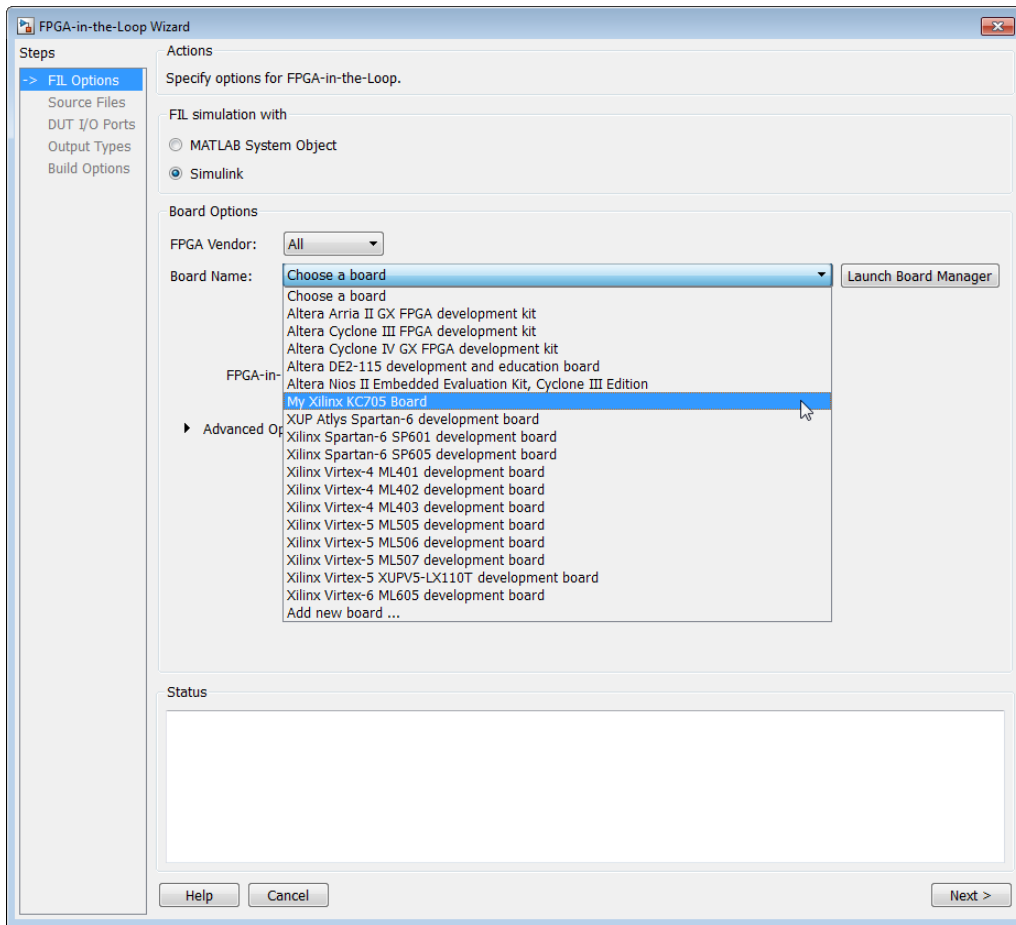 FPGA-in-the-Loop Wizard
Steps
-> FIL Options
Source Files
DUT I/O Ports
Output Types
Build Options
Actions
Specify options for FPGA-in-the-Loop.
FIL simulation with
MATLAB System Object
Simulink
Board Options
FPGA Vendor: All
Board Name: Choose a board Launch Board Manager
Choose a board
Altera Arria II GX FPGA development kit
Altera Cyclone III FPGA development kit
Altera Cyclone IV GX FPGA development kit
Altera DE2-115 development and education board
FPGA-in-
Altera Nios II Embedded Evaluation Kit, Cyclone III Edition
My Xilinx KC705 Board
XUP Atlys Spartan-6 development board
Advanced Op
Xilinx Spartan-6 SP601 development board
Xilinx Spartan-6 SP605 development board
Xilinx Virtex-4 ML401 development board
Xilinx Virtex-4 ML402 development board
Xilinx Virtex-4 ML403 development board
Xilinx Virtex-5 ML505 development board
Xilinx Virtex-5 ML506 development board
Xilinx Virtex-5 ML507 development board
Xilinx Virtex-5 XUPV5-LX110T development board
Xilinx Virtex-6 ML605 development board
Add new board ...
Status
Help Cancel Next >